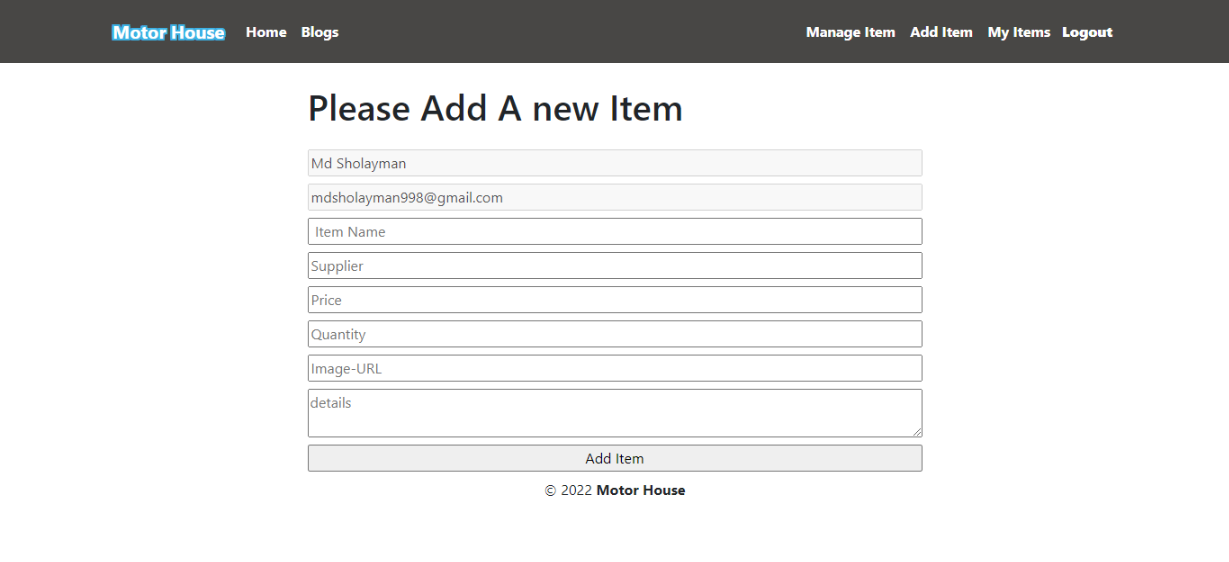 Motor House Home Blogs Manage Item Add Item My Items Logout
Please Add A new Item
Md Sholayman
mdsholayman998@gmail.com
Item Name
Supplier
Price
Quantity
Image-URL
details
Add Item
© 2022 Motor House